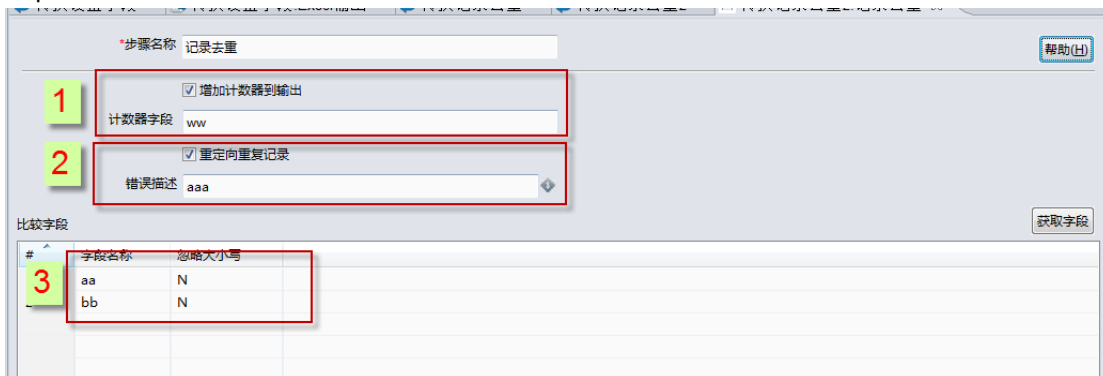 *步骤名称 记录去重
帮助(H)
1
增加计数器到输出
计数器字段 ww
2
重定向重复记录
错误描述 aaa
比较字段
获取字段
# 字段名称 忽略大小写
3
aa N
bb N